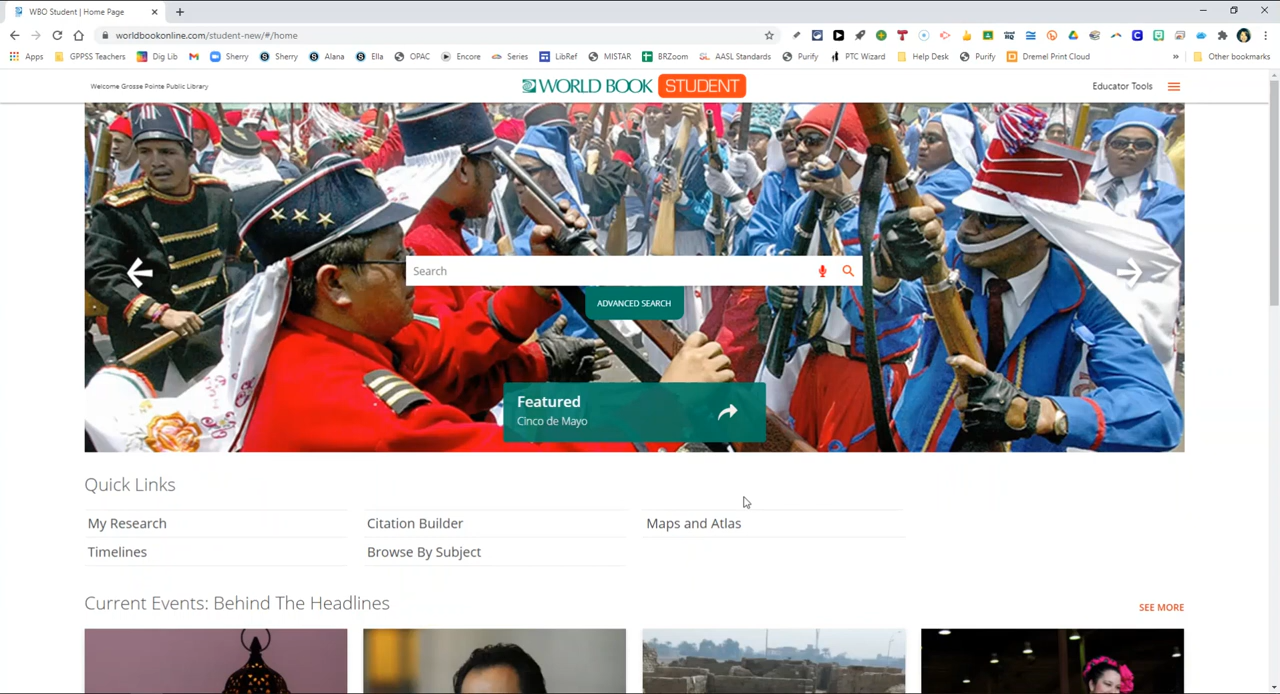 WBO Student | Home Page
worldbookonline.com/student-new/#/home
Apps GPPSS Teachers Dig Lib Sherry Sherry Alana Ella OPAC Encore Series LibRef MISTAR BRZoom AASL Standards Purify PTC Wizard Help Desk Purify Dremel Print Cloud » Other bookmarks
Welcome Grosse Pointe Public Library
WORLD BOOK STUDENT
Educator Tools
Search
ADVANCED SEARCH
Featured
Cinco de Mayo
Quick Links
My Research Citation Builder Maps and Atlas
Timelines Browse By Subject
Current Events: Behind The Headlines
SEE MORE